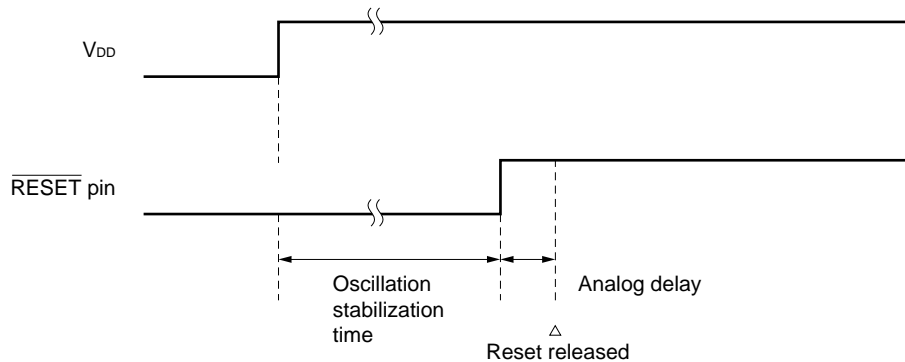 VDD
RESET pin
Oscillation
stabilization
time
Analog delay
Reset released